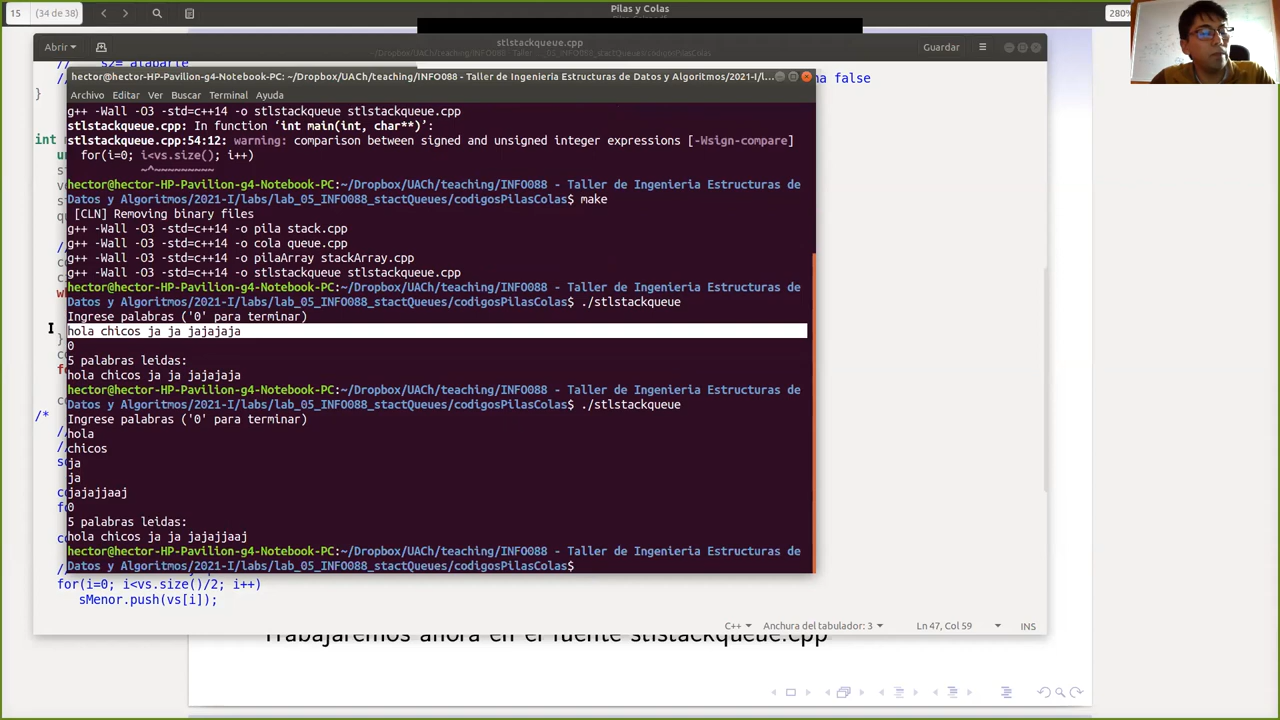 15 (34 de 38) Pilas y Colas 280%
Abrir stlstackqueue.cpp Guardar
~/Dropbox/UACh/teaching/INFO088 - Taller
hector@hector-HP-Pavilion-g4-Notebook-PC: ~/Dropbox/UACh/teaching/INFO088 - Taller de Ingenieria Estructuras de Datos y Algoritmos/2021-I/l...
na false
}
Archivo Editar Ver Buscar Terminal Ayuda
g++ -Wall -O3 -std=c++14 -o stlstackqueue stlstackqueue.cpp
stlstackqueue.cpp: In function ‘int main(int, char**)’:
stlstackqueue.cpp:54:12: warning: comparison between signed and unsigned integer expressions [-Wsign-compare]
for(i=0; i<vs.size(); i++)
~^~~~~~~~~~
hector@hector-HP-Pavilion-g4-Notebook-PC:~/Dropbox/UACh/teaching/INFO088 - Taller de Ingenieria Estructuras de
Datos y Algoritmos/2021-I/labs/lab_05_INFO088_stactQueues/codigosPilasColas$ make
[CLN] Removing binary files
g++ -Wall -O3 -std=c++14 -o pila stack.cpp
g++ -Wall -O3 -std=c++14 -o cola queue.cpp
g++ -Wall -O3 -std=c++14 -o pilaArray stackArray.cpp
g++ -Wall -O3 -std=c++14 -o stlstackqueue stlstackqueue.cpp
hector@hector-HP-Pavilion-g4-Notebook-PC:~/Dropbox/UACh/teaching/INFO088 - Taller de Ingenieria Estructuras de
Datos y Algoritmos/2021-I/labs/lab_05_INFO088_stactQueues/codigosPilasColas$ ./stlstackqueue
Ingrese palabras ('0' para terminar)
hola chicos ja ja jajajaja
0
5 palabras leidas:
hola chicos ja ja jajajaja
hector@hector-HP-Pavilion-g4-Notebook-PC:~/Dropbox/UACh/teaching/INFO088 - Taller de Ingenieria Estructuras de
Datos y Algoritmos/2021-I/labs/lab_05_INFO088_stactQueues/codigosPilasColas$ ./stlstackqueue
Ingrese palabras ('0' para terminar)
hola
chicos
ja
ja
jajajjaaj
0
5 palabras leidas:
hola chicos ja ja jajajjaaj
hector@hector-HP-Pavilion-g4-Notebook-PC:~/Dropbox/UACh/teaching/INFO088 - Taller de Ingenieria Estructuras de
Datos y Algoritmos/2021-I/labs/lab_05_INFO088_stactQueues/codigosPilasColas$
int
/*
for(i=0; i<vs.size()/2; i++)
sMenor.push(vs[i]);
C++ Anchura del tabulador: 3 Ln 47, Col 59 INS
Trabajaremos ahora en el fuente stlstackqueue.cpp